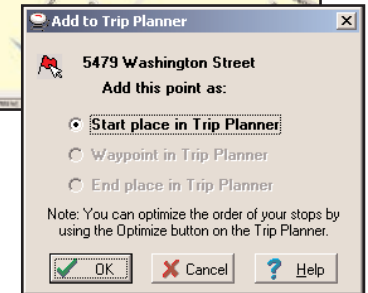 Add to Trip Planner
5479 Washington Street
Add this point as:
Start place in Trip Planner
Waypoint in Trip Planner
End place in Trip Planner
Note: You can optimize the order of your stops by
using the Optimize button on the Trip Planner.
OK
Cancel
Help